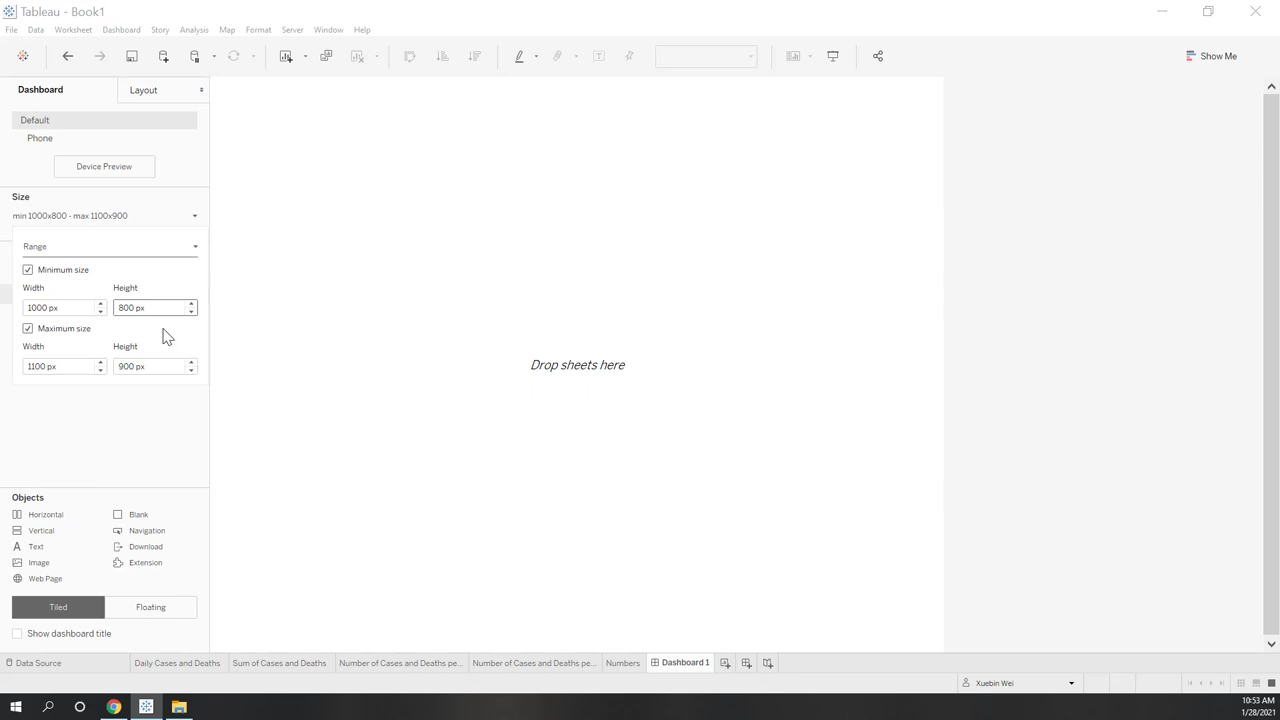 Tableau - Book1
File Data Worksheet Dashboard Story Analysis Map Format Server Window Help
Show Me
Dashboard Layout
Default
Phone
Device Preview
Size
min 1000x800 - max 1100x900
Range
Minimum size
Width Height
1000 px 800 px
Maximum size
Width Height
1100 px 900 px
Drop sheets here
Objects
Horizontal Blank
Vertical Navigation
A Text Download
Image Extension
Web Page
Tiled Floating
Show dashboard title
Data Source Daily Cases and Deaths Sum of Cases and Deaths Number of Cases and Deaths pe... Number of Cases and Deaths pe... Numbers Dashboard 1
Xuebin Wei
10:53 AM
1/28/2021